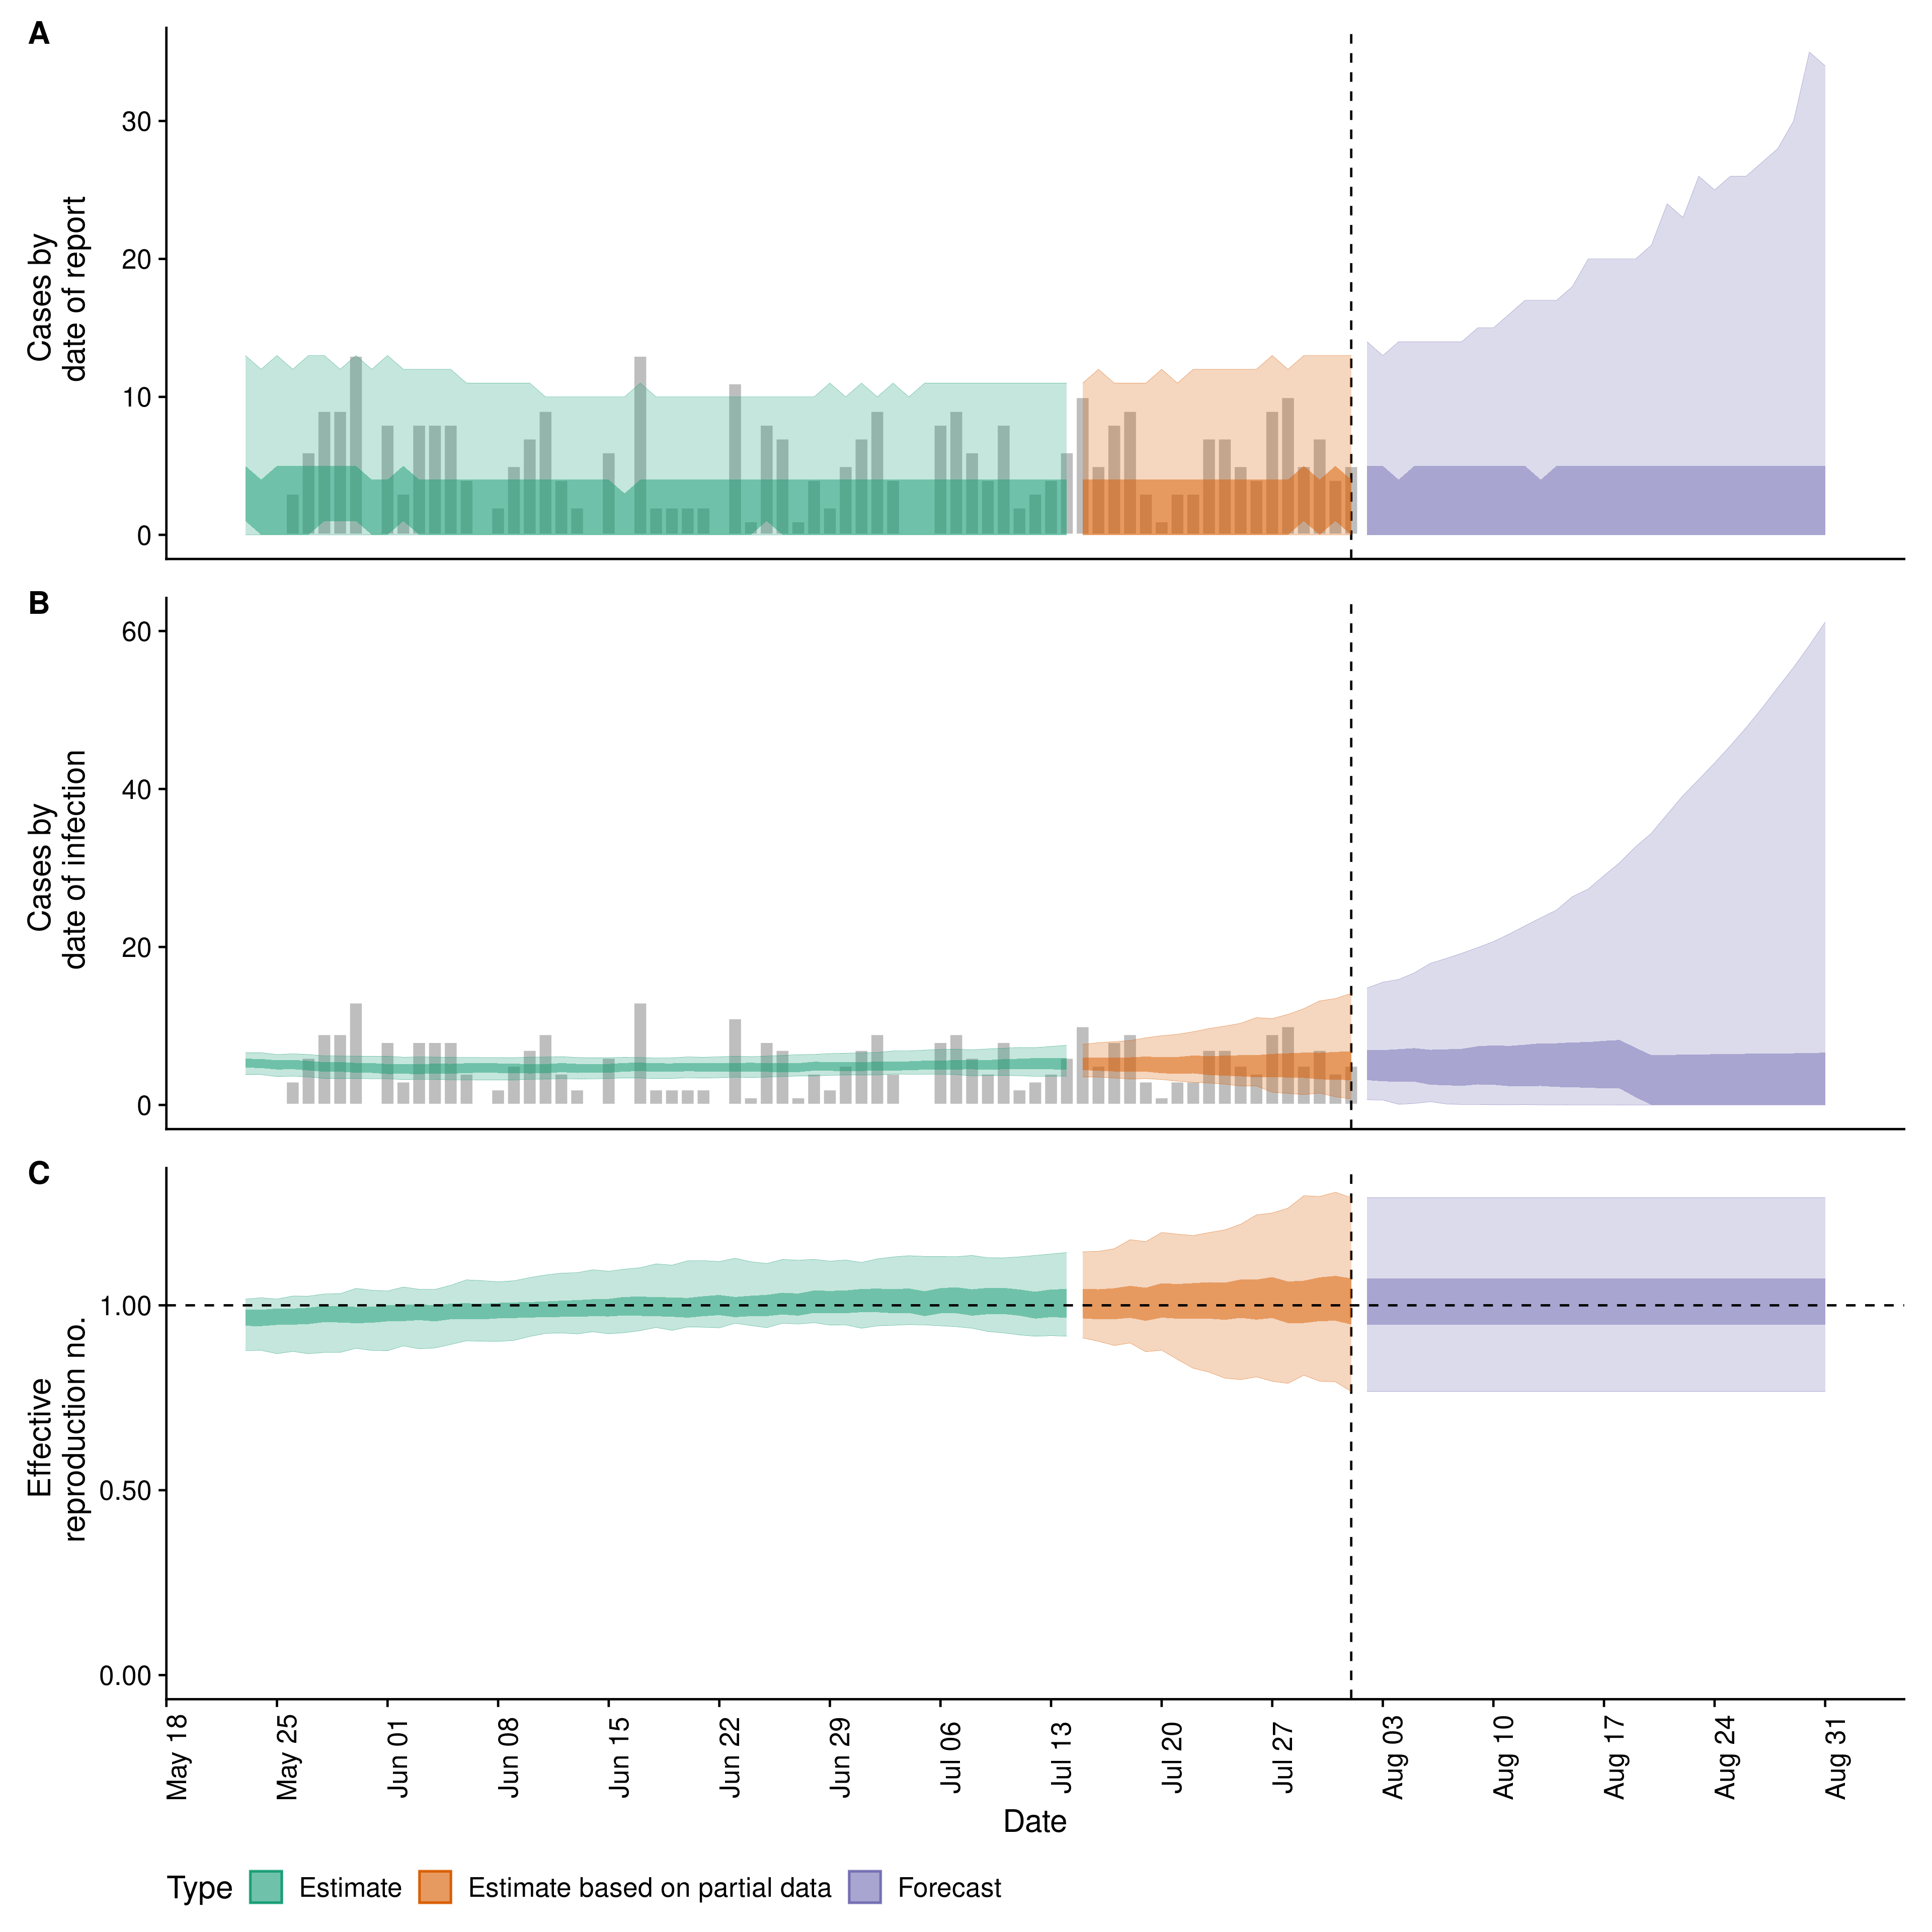 A
Cases by
date of report
30
20
10
0
B
Cases by
date of infection
60
40
20
0
C
Effective
reproduction no.
1.00
0.50
0.00
May 18
May 25
Jun 01
Jun 08
Jun 15
Jun 22
Jun 29
Jul 06
Jul 13
Jul 20
Jul 27
Aug 03
Aug 10
Aug 17
Aug 24
Aug 31
Date
Type Estimate Estimate based on partial data Forecast